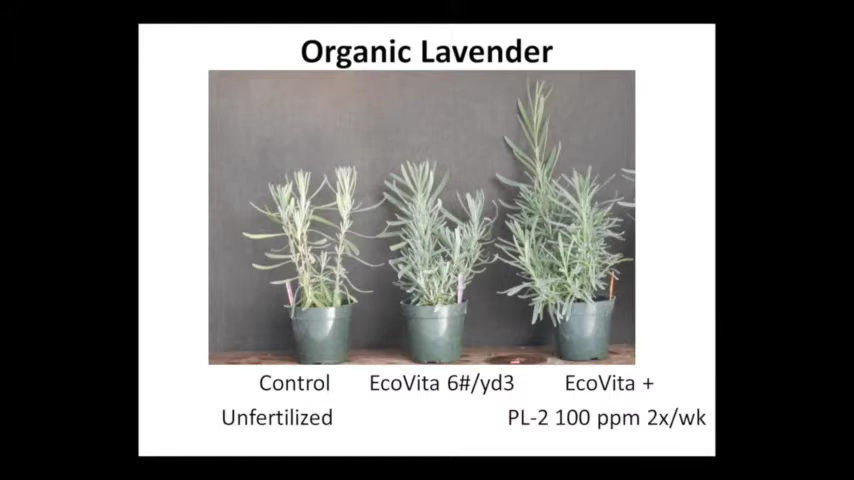 Organic Lavender
Control EcoVita 6#/yd3 EcoVita +
Unfertilized PL-2 100 ppm 2x/wk